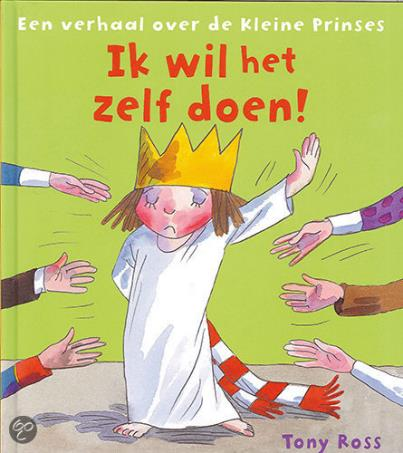 Een verhaal over de Kleine Prinses
Ik wil het
zelf doen!
Tony Ross